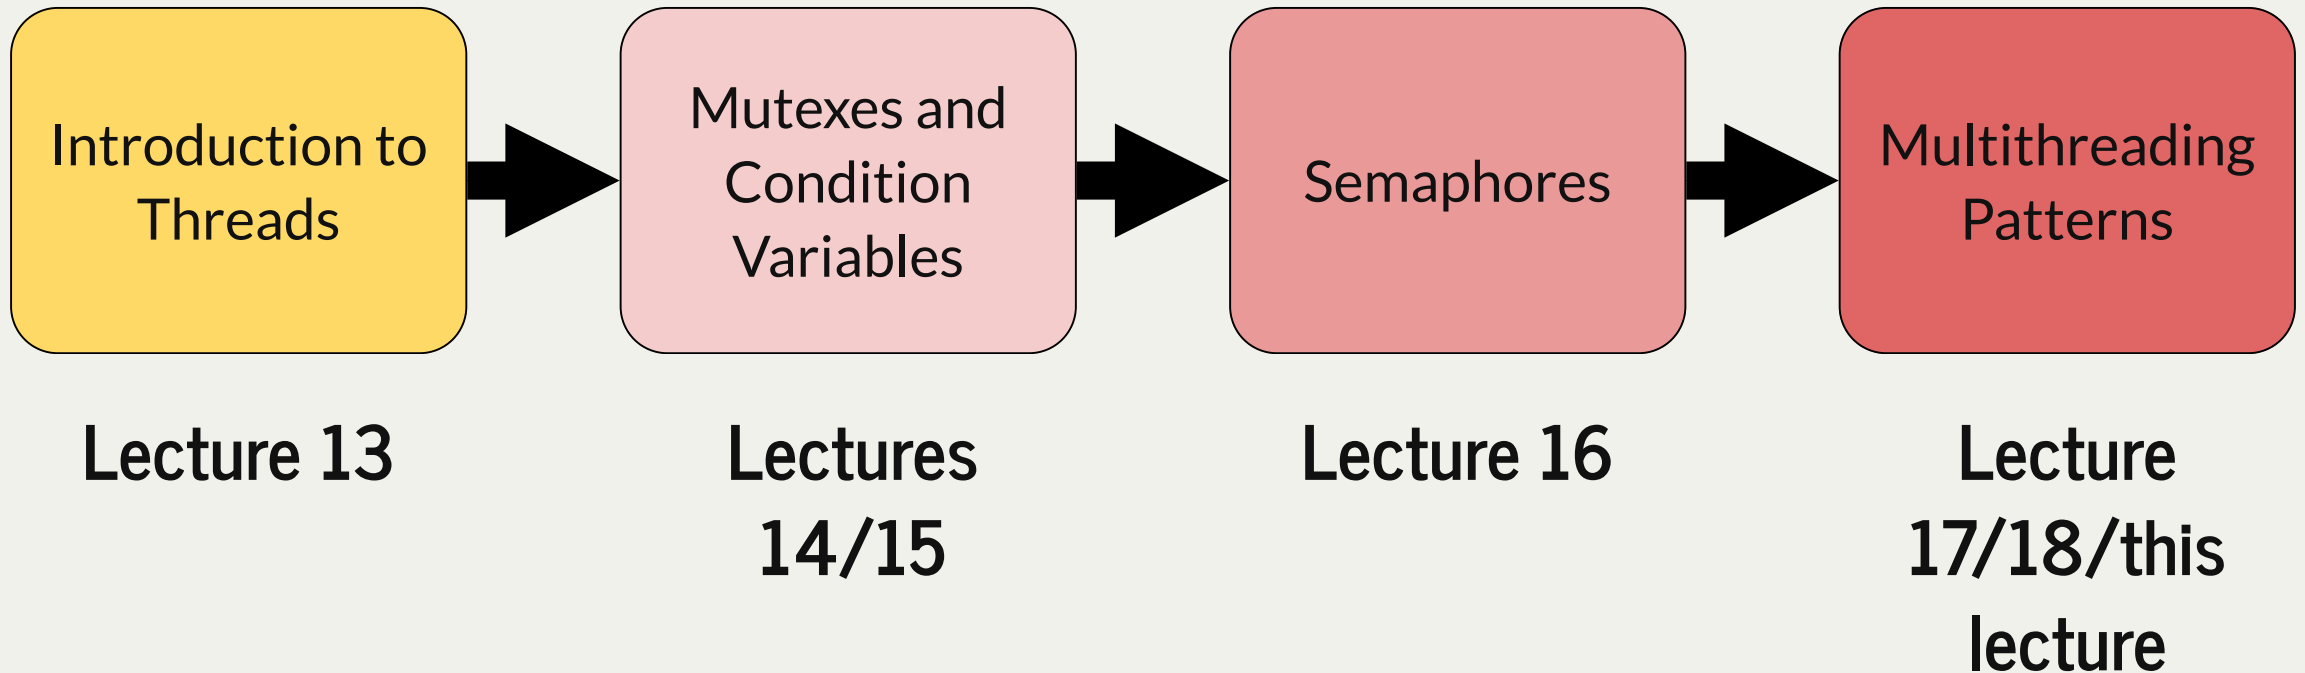 Introduction to
Threads
Mutexes and
Condition
Variables
Semaphores
Multithreading
Patterns
Lecture 13
Lectures
14/15
Lecture 16
Lecture
17/18/this
lecture